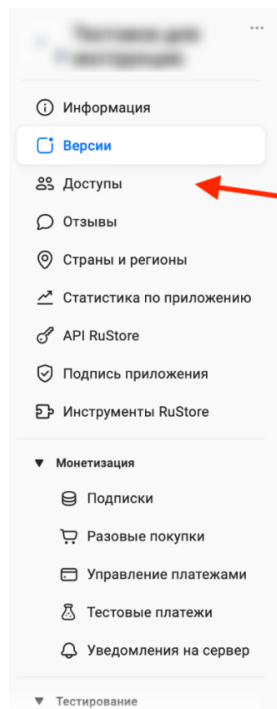 Информация
Версии
Доступы
Отзывы
Страны и регионы
Статистика по приложению
API RuStore
Подпись приложения
Инструменты RuStore
Монетизация
Подписки
Разовые покупки
Управление платежами
Тестовые платежи
Уведомления на сервер
Тестирование